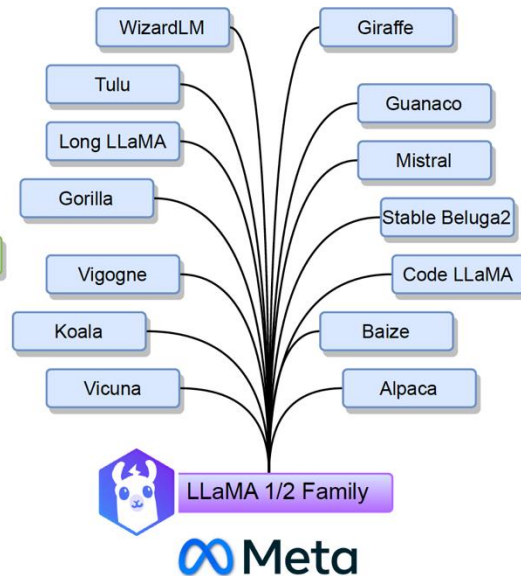 WizardLM
Giraffe
Tulu
Guanaco
Long LLaMA
Mistral
Gorilla
Stable Beluga2
Vigogne
Code LLaMA
Koala
Baize
Vicuna
Alpaca
LLaMA 1/2 Family
Meta